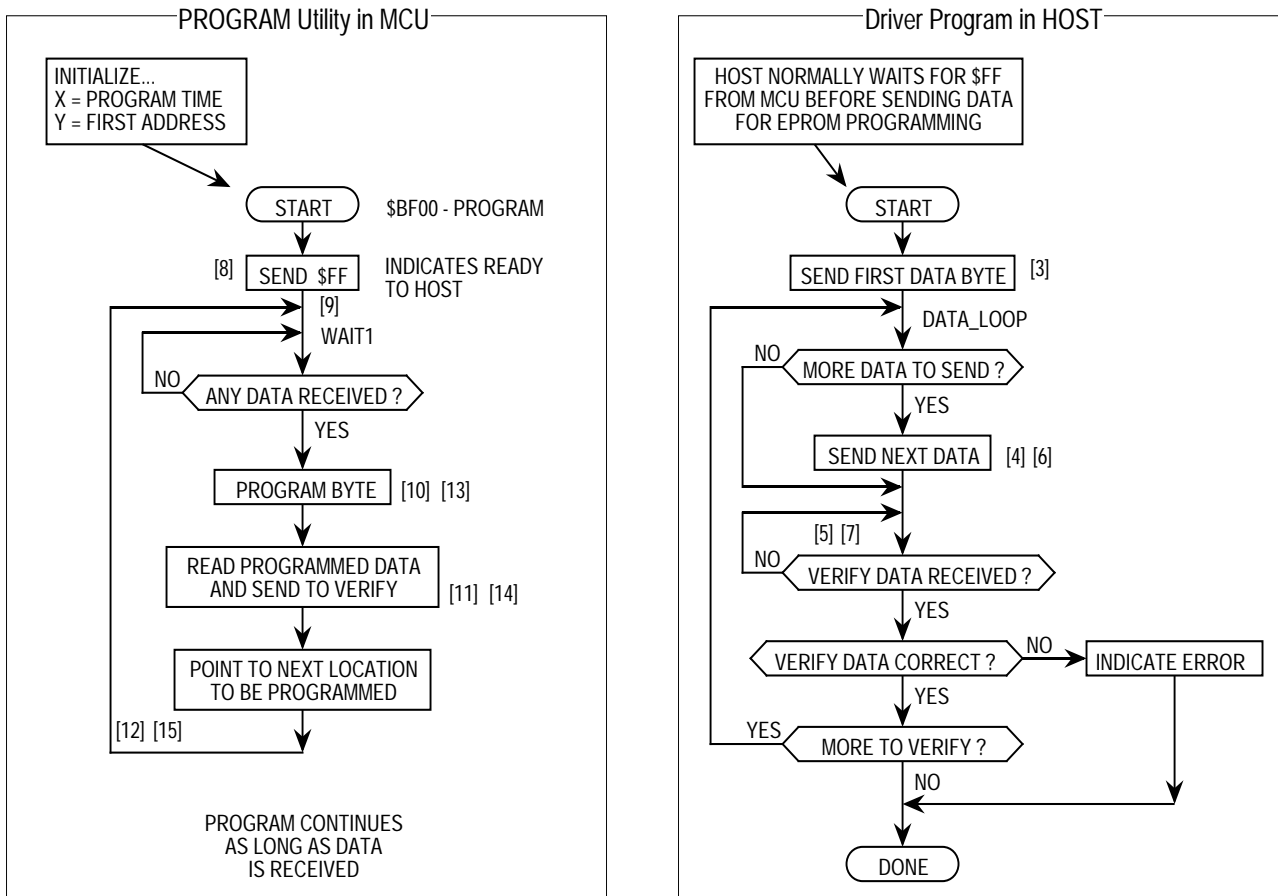 PROGRAM Utility in MCU
INITIALIZE...
X = PROGRAM TIME
Y = FIRST ADDRESS
START
$BF00 - PROGRAM
[8]
SEND $FF
INDICATES READY
TO HOST
[9]
WAIT1
NO
ANY DATA RECEIVED ?
YES
PROGRAM BYTE
[10] [13]
READ PROGRAMMED DATA
AND SEND TO VERIFY
[11] [14]
POINT TO NEXT LOCATION
TO BE PROGRAMMED
[12] [15]
PROGRAM CONTINUES
AS LONG AS DATA
IS RECEIVED
Driver Program in HOST
HOST NORMALLY WAITS FOR $FF
FROM MCU BEFORE SENDING DATA
FOR EPROM PROGRAMMING
START
SEND FIRST DATA BYTE
[3]
DATA_LOOP
NO
MORE DATA TO SEND ?
YES
SEND NEXT DATA
[4] [6]
[5] [7]
NO
VERIFY DATA RECEIVED ?
YES
VERIFY DATA CORRECT ?
NO
INDICATE ERROR
YES
YES
MORE TO VERIFY ?
NO
DONE